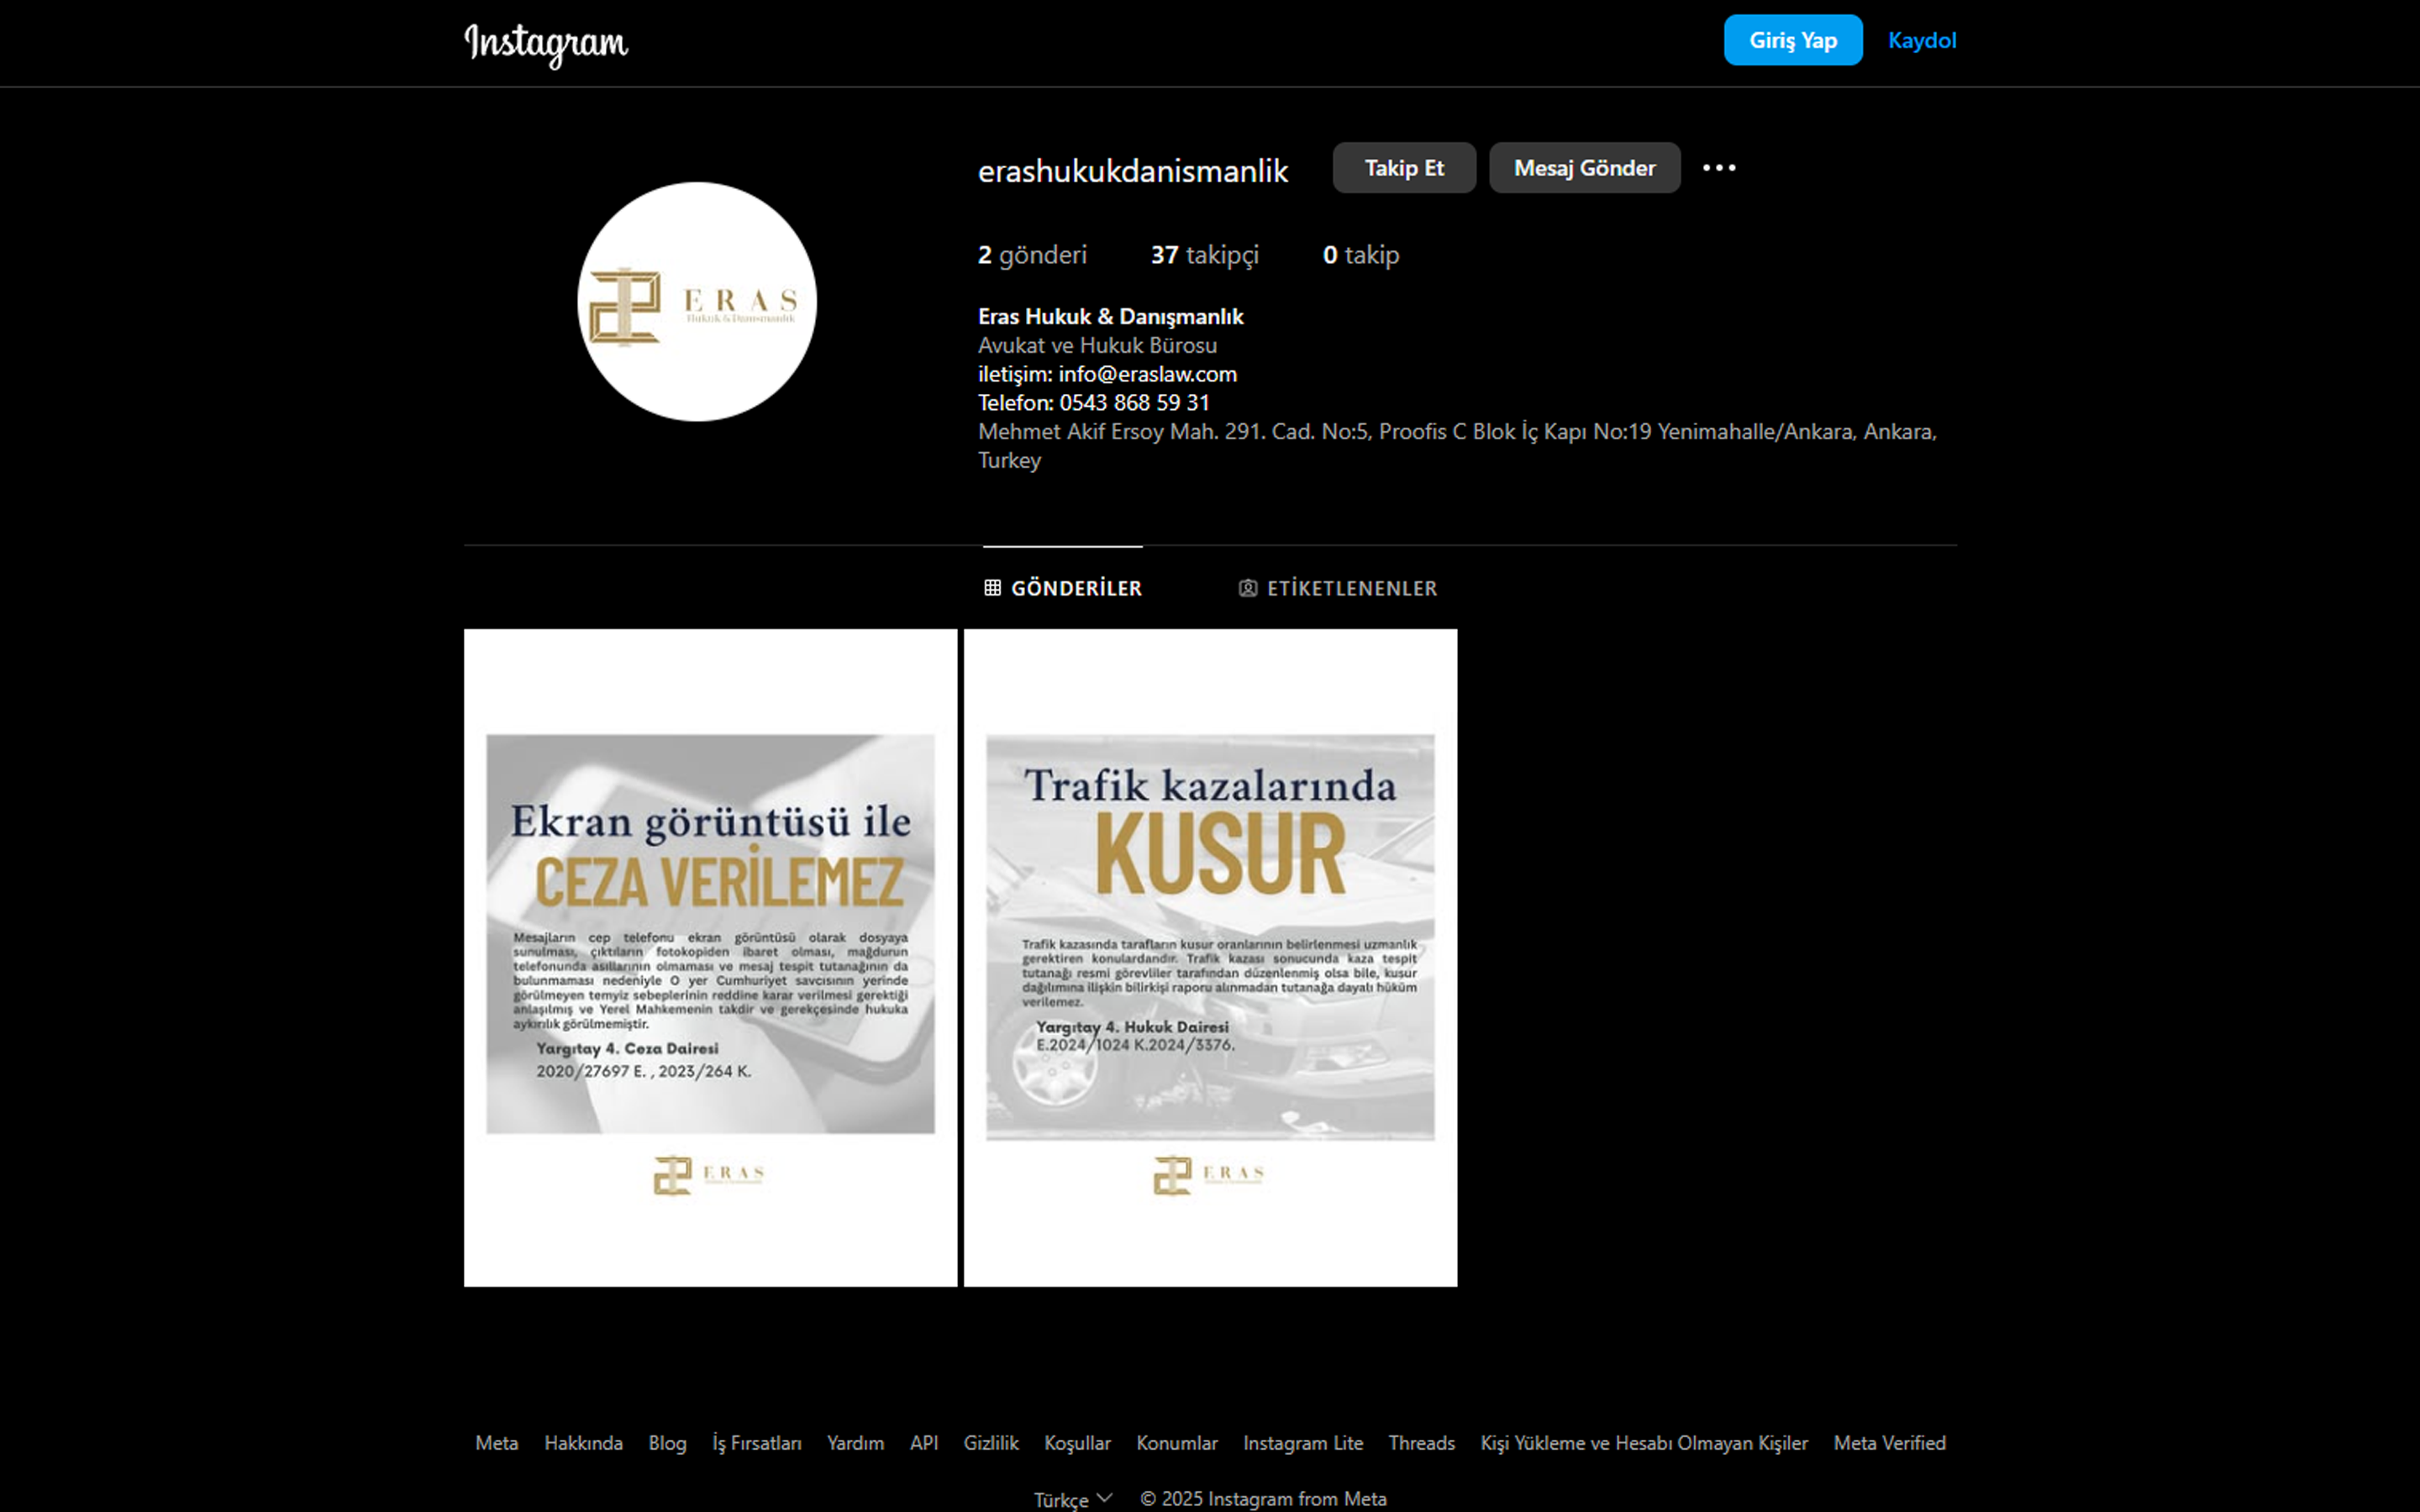 Instagram
Giriş Yap
Kaydol
erashukukdanismanlik
Takip Et
Mesaj Gönder
2 gönderi
37 takipçi
0 takip
ERAS
Hukuk & Danışmanlık
Eras Hukuk & Danışmanlık
Avukat ve Hukuk Bürosu
iletişim: info@eraslaw.com
Telefon: 0543 868 59 31
Mehmet Akif Ersoy Mah. 291. Cad. No:5, Proofis C Blok İç Kapı No:19 Yenimahalle/Ankara, Ankara,
Turkey
GÖNDERİLER
ETİKETLENENLER
Ekran görüntüsü ile
CEZA VERİLEMEZ
Mesajların cep telefonu ekran görüntüsü olarak dosyaya
sunulması, çıktıların fotokopiden ibaret olması, mağdurun
telefonunda asıllarının olmaması ve mesaj tespit tutanağının da
bulunmaması nedeniyle O yer Cumhuriyet savcısının yerinde
görülmeyen temyiz sebeplerinin reddine karar verilmesi gerektiği
anlaşılmış ve Yerel Mahkemenin takdir ve gerekçesinde hukuka
aykırılık görülmemiştir.
Yargıtay 4. Ceza Dairesi
2020/27697 E. , 2023/264 K.
ERAS
Trafik kazalarında
KUSUR
Trafik kazasında tarafların kusur oranlarının belirlenmesi uzmanlık
gerektiren konulardandır. Trafik kazası sonucunda kaza tespit
tutanağı resmi görevliler tarafından düzenlenmiş olsa bile, kusur
dağılımına ilişkin bilirkişi raporu alınmadan tutanağa dayalı hüküm
verilemez.
Yargıtay 4. Hukuk Dairesi
E.2024/1024 K.2024/3376.
ERAS
Meta
Hakkında
Blog
İş Fırsatları
Yardım
API
Gizlilik
Koşullar
Konumlar
Instagram Lite
Threads
Kişi Yükleme ve Hesabı Olmayan Kişiler
Meta Verified
Türkçe
© 2025 Instagram from Meta